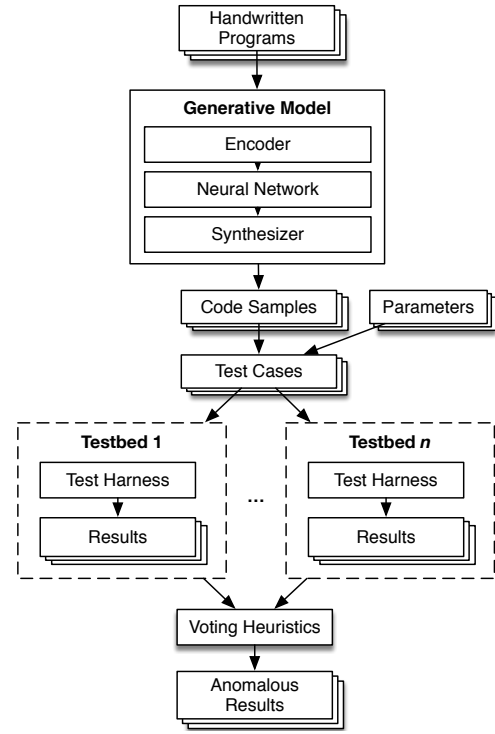 Handwritten
Programs
Generative Model
Encoder
Neural Network
Synthesizer
Code Samples
Parameters
Test Cases
Testbed 1
Test Harness
Results
...
Testbed n
Test Harness
Results
Voting Heuristics
Anomalous
Results